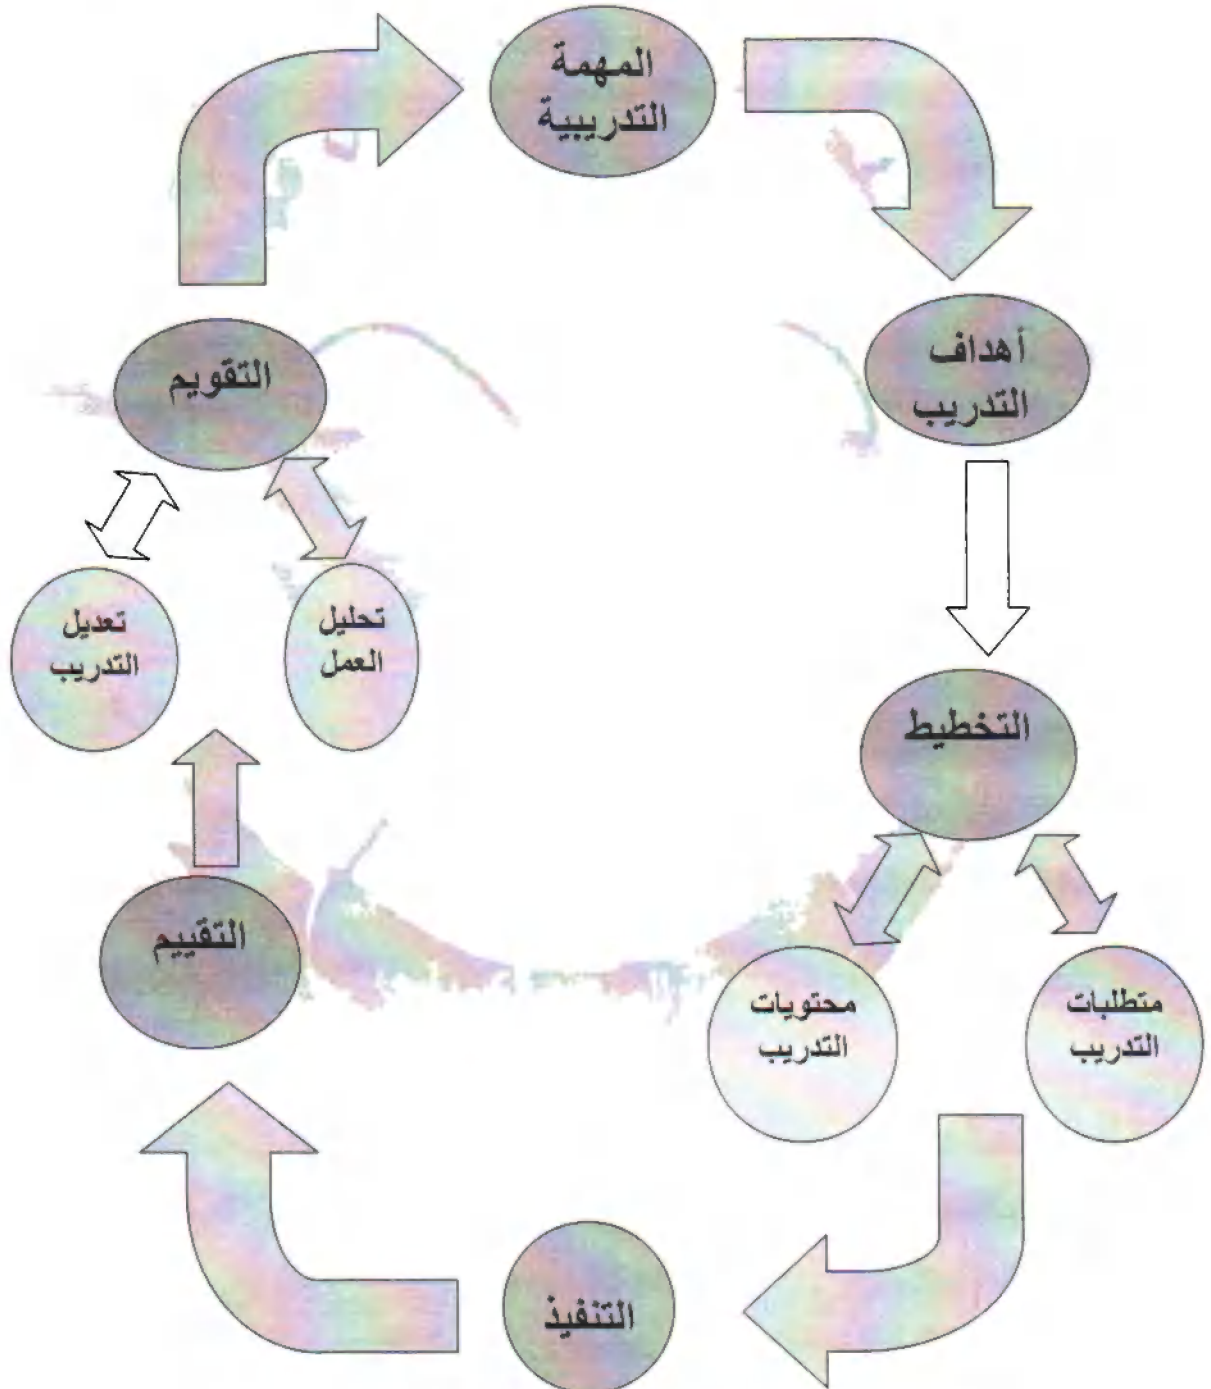 المهمة
التدريبية
أهداف
التدريب
التخطيط
متطلبات
التدريب
محتويات
التدريب
التنفيذ
التقييم
تحليل
العمل
تعديل
التدريب
التقويم